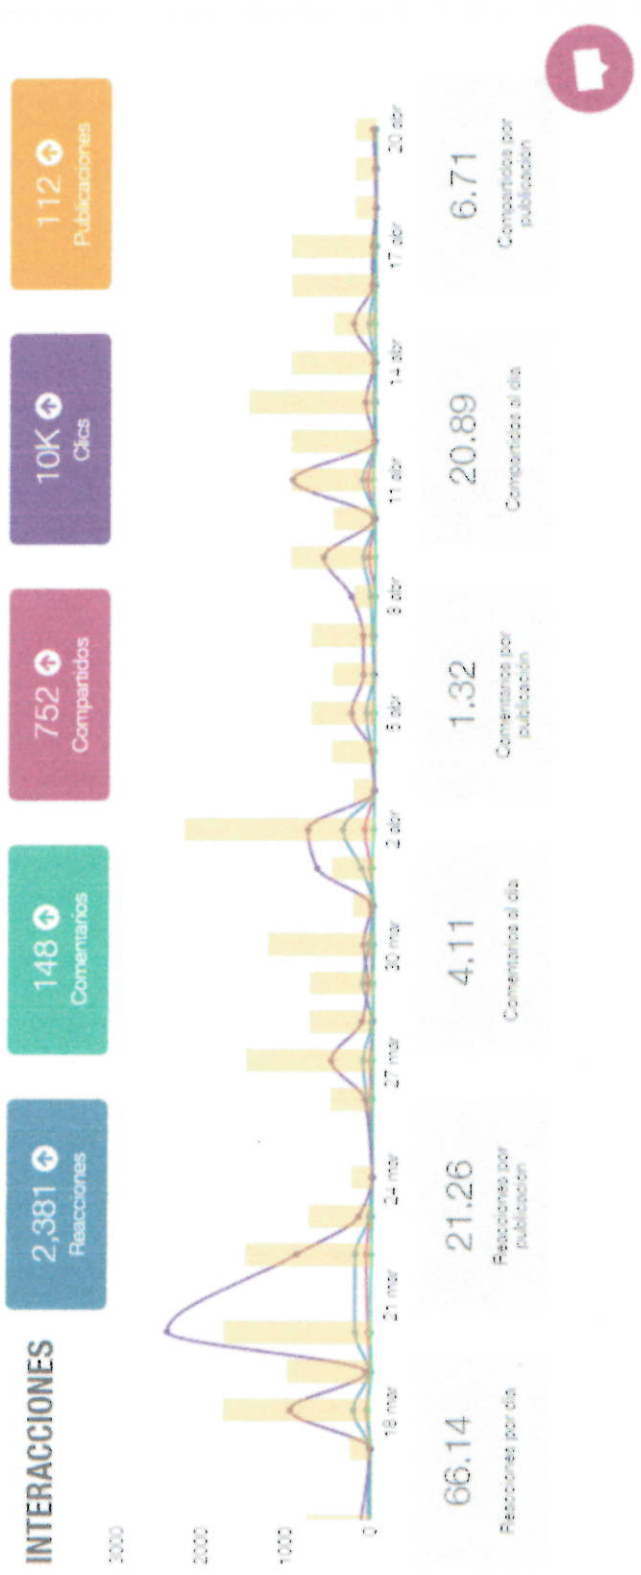 INTERACCIONES
2,381
Reacciones
148
Comentarios
752
Compartidos
10K
Clics
112
Publicaciones
3000
2000
1000
0
18 mar
21 mar
24 mar
27 mar
30 mar
2 abr
5 abr
8 abr
11 abr
14 abr
17 abr
20 abr
66.14
Reacciones por día
21.26
Reacciones por
publicación
4.11
Comentarios al día
1.32
Comentarios por
publicación
20.89
Compartidos al día
6.71
Compartidos por
publicación